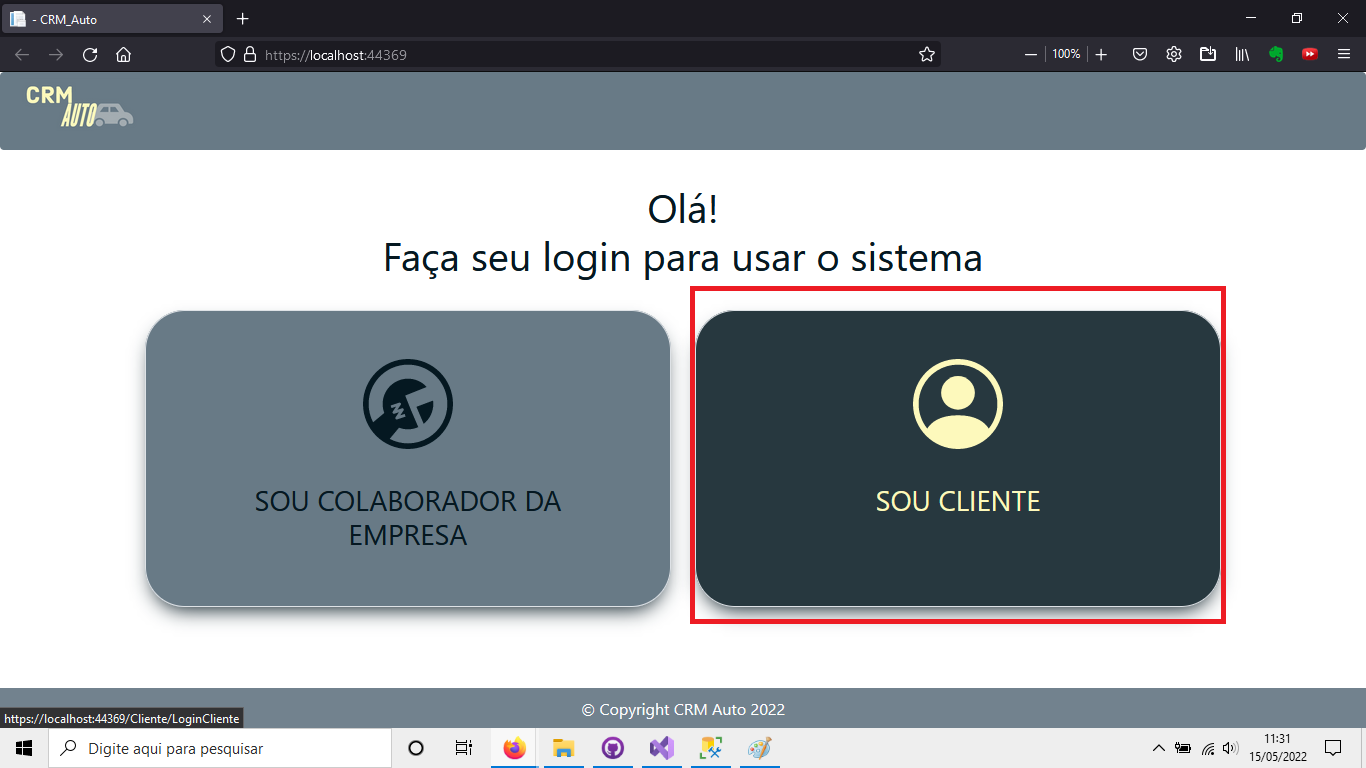 - CRM_Auto
https://localhost:44369
100%
CRM
AUTO
Olá!
Faça seu login para usar o sistema
SOU COLABORADOR DA
EMPRESA
SOU CLIENTE
© Copyright CRM Auto 2022
https://localhost:44369/Cliente/LoginCliente
Digite aqui para pesquisar
11:31
15/05/2022